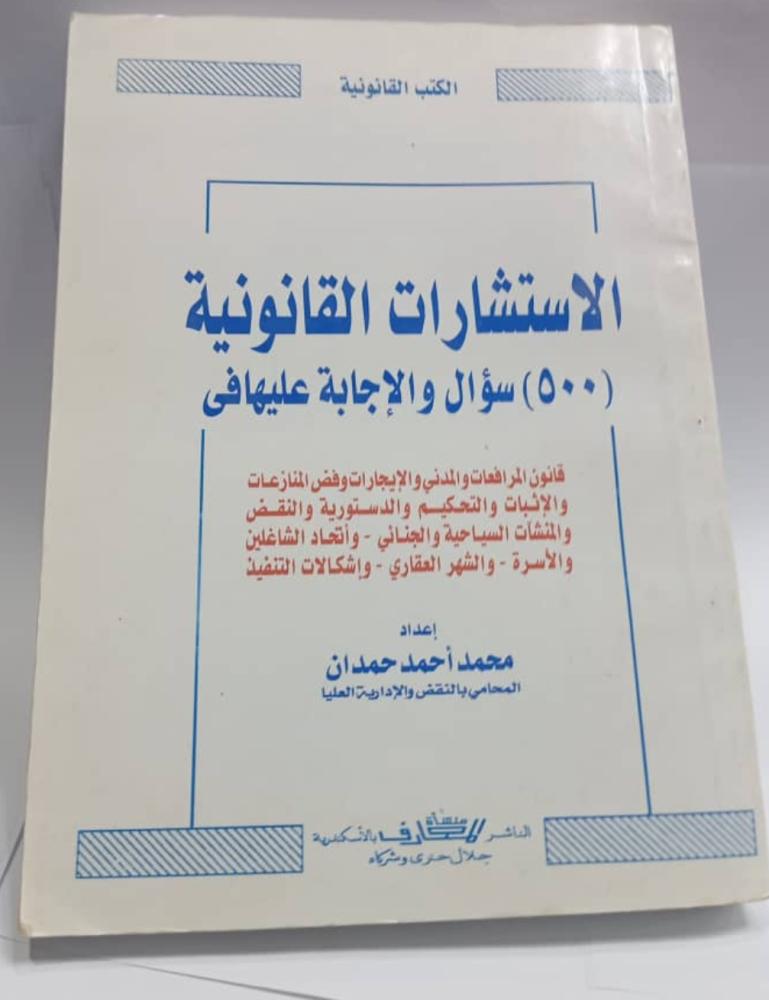 الكتب القانونية
الاستشارات القانونية
(٥٠٠) سؤال والإجابة عليهافى
قانون المرافعات والمدني والإيجارات وفض المنازعات
والإثبات والتحكيم والدستورية والنقض
والمنشآت السياحية والجنائي - وأتحاد الشاغلين
والأسرة - والشهر العقاري - وإشكالات التنفيذ
إعداد
محمد أحمد حمدان
المحامي بالنقض والإدارية العليا
الناشر منشأة المعارف بالأسكندرية
جلال حزى وشركاه